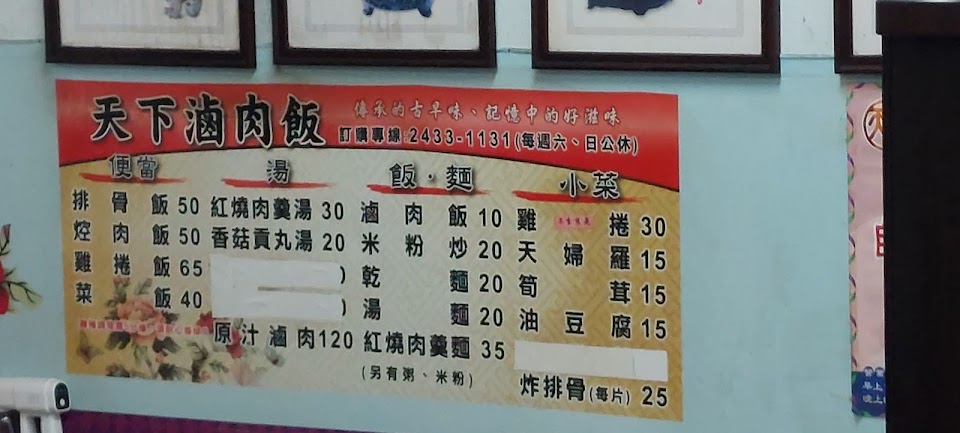 天下滷肉飯
傳承的古早味、記憶中的好滋味
訂購專線:2433-1131(每週六、日公休)
便當
排骨飯 50
焢肉飯 50
雞捲飯 65
菜飯 40
湯
紅燒肉羹湯 30
香菇貢丸湯 20
原汁滷肉 120
飯·麵
滷肉飯 10
米粉炒 20
乾麵 20
湯麵 20
紅燒肉羹麵 35
(另有粥、米粉)
小菜
雞捲 30
天婦羅 15
筍茸 15
油豆腐 15
炸排骨(每片) 25
早上
晚上